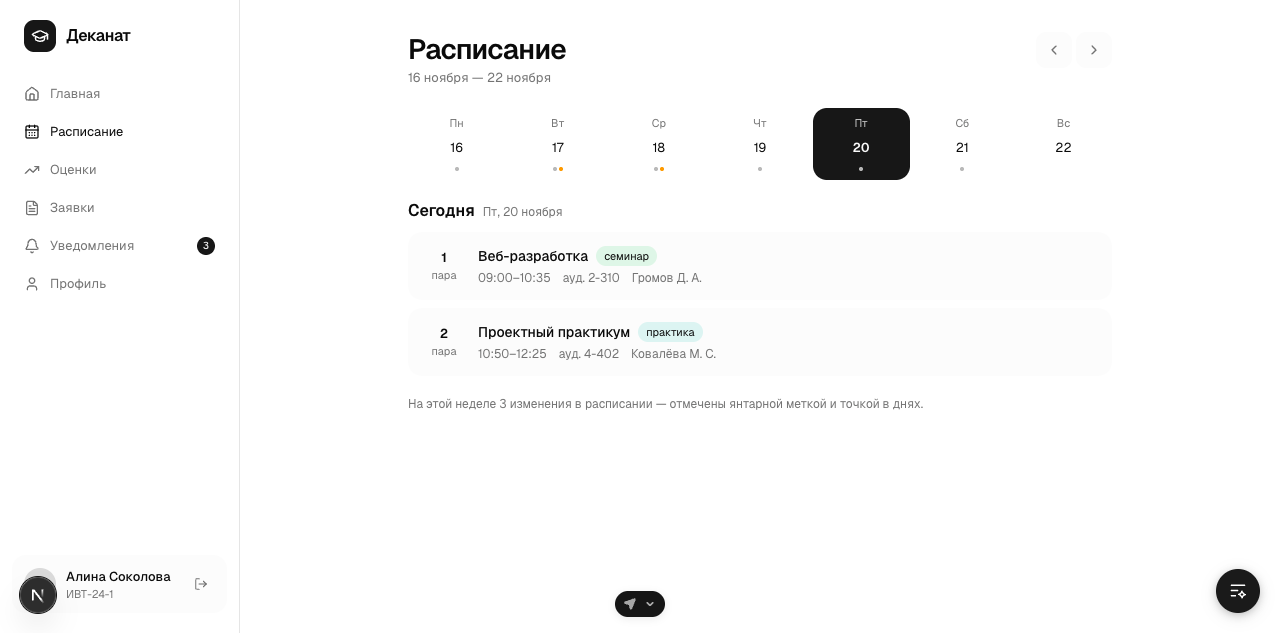 Деканат
Главная
Расписание
Оценки
Заявки
Уведомления 3
Профиль
Алина Соколова
ИВТ-24-1
N
Расписание
16 ноября — 22 ноября
Пн Вт Ср Чт Пт Сб Вс
16 17 18 19 20 21 22
Сегодня Пт, 20 ноября
1 Веб-разработка семинар
пара 09:00–10:35 ауд. 2-310 Громов Д. А.
2 Проектный практикум практика
пара 10:50–12:25 ауд. 4-402 Ковалёва М. С.
На этой неделе 3 изменения в расписании — отмечены янтарной меткой и точкой в днях.